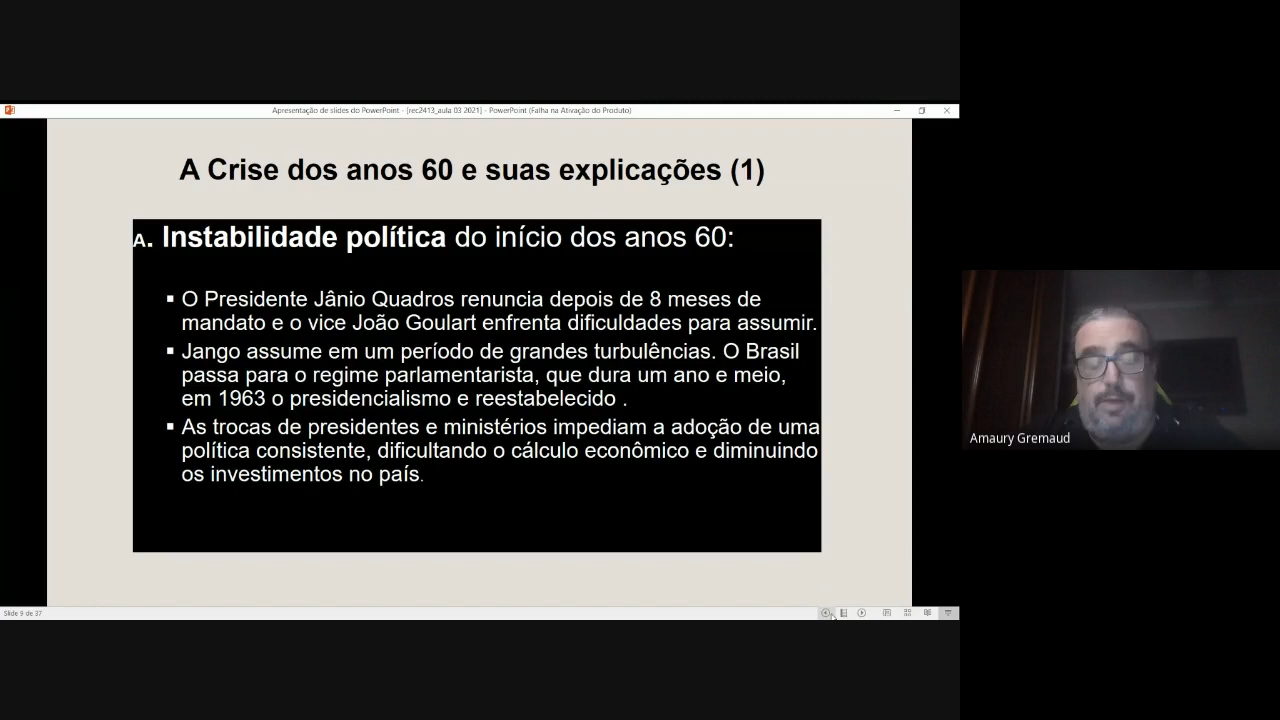 Apresentação de slides do PowerPoint - [rec2413_aula 03 2021] - PowerPoint (Falha na Ativação do Produto)
A Crise dos anos 60 e suas explicações (1)
A. Instabilidade política do início dos anos 60:
▪ O Presidente Jânio Quadros renuncia depois de 8 meses de
mandato e o vice João Goulart enfrenta dificuldades para assumir.
▪ Jango assume em um período de grandes turbulências. O Brasil
passa para o regime parlamentarista, que dura um ano e meio,
em 1963 o presidencialismo e reestabelecido .
▪ As trocas de presidentes e ministérios impediam a adoção de uma
política consistente, dificultando o cálculo econômico e diminuindo
os investimentos no país.
Amaury Gremaud
Slide 9 de 37